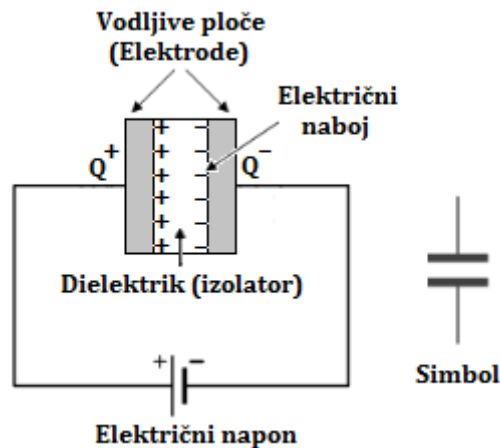 Vodljive ploče
(Elektrode)
Električni
naboj
Q+
Q−
+ −
+ −
+ −
+ −
+ −
+ −
Dielektrik (izolator)
+ −
Električni napon
Simbol